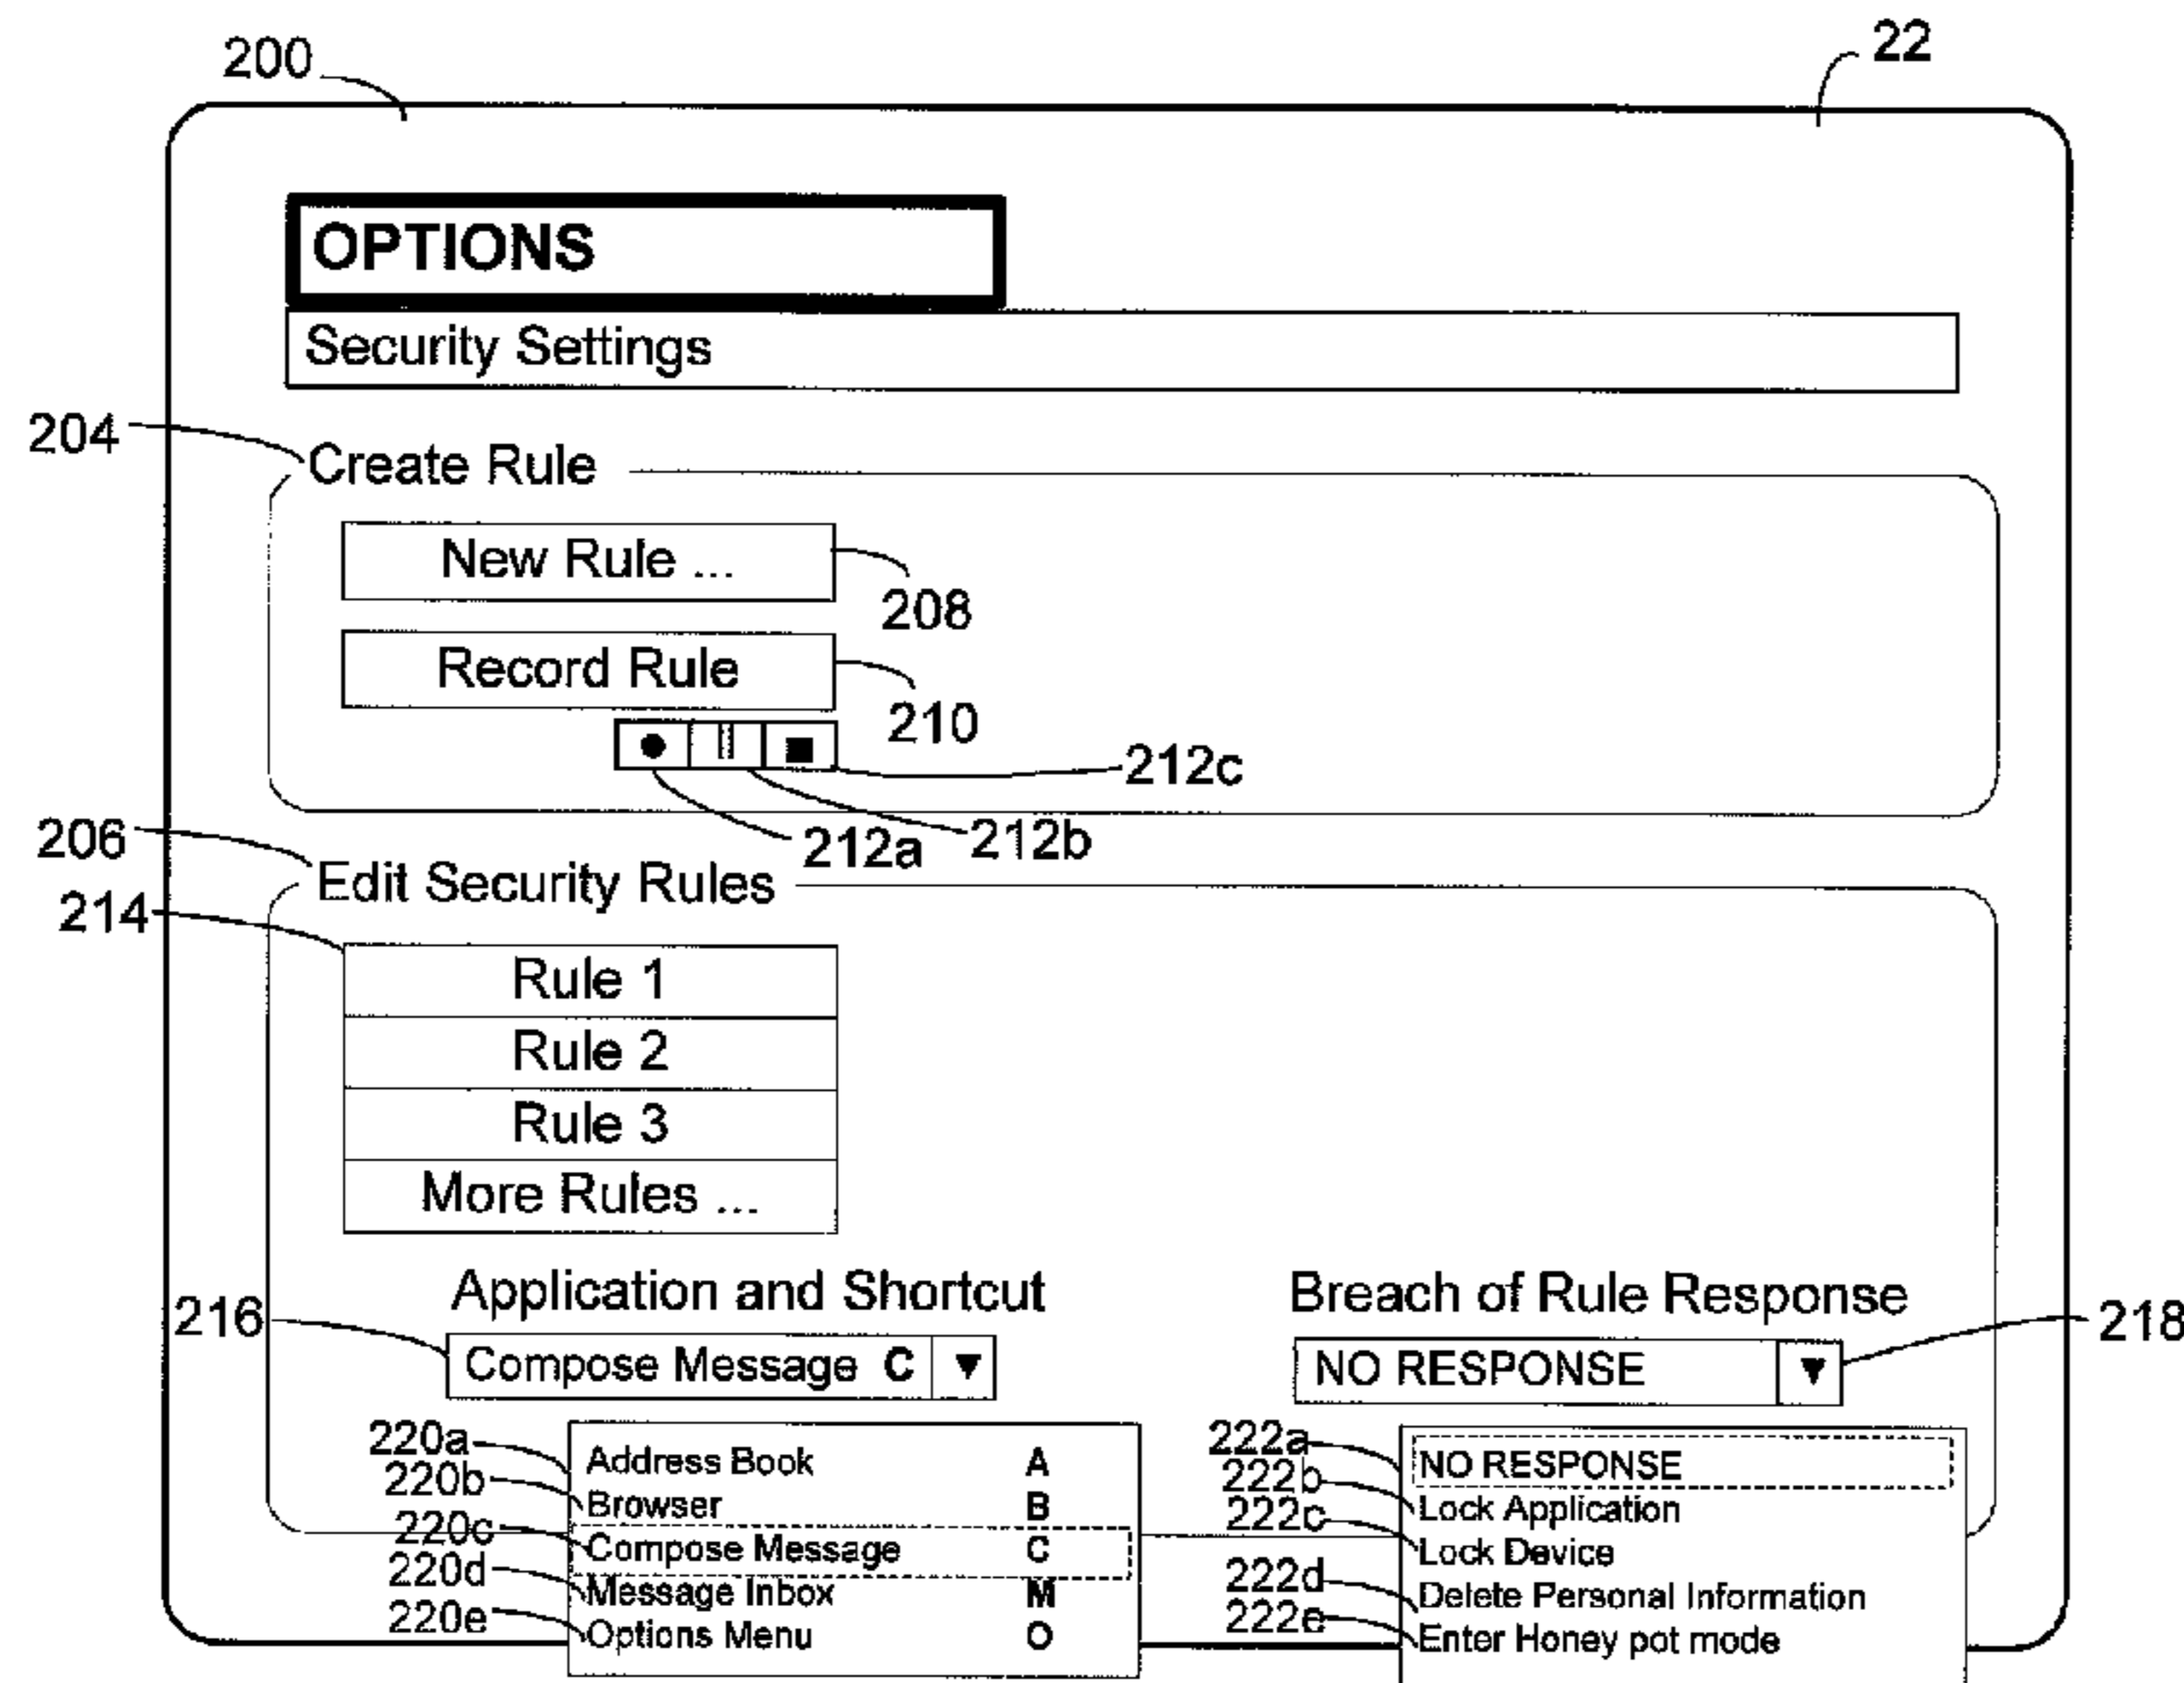 200
22
OPTIONS
Security Settings
204
Create Rule
New Rule ...
208
Record Rule
210
212c
212a
212b
206
Edit Security Rules
214
Rule 1
Rule 2
Rule 3
More Rules ...
Application and Shortcut
Breach of Rule Response
216
Compose Message C
NO RESPONSE
218
220a
Address Book A
220b
Browser B
220c
Compose Message C
220d
Message Inbox M
220e
Options Menu O
222a
NO RESPONSE
222b
Lock Application
222c
Lock Device
222d
Delete Personal Information
222e
Enter Honey pot mode